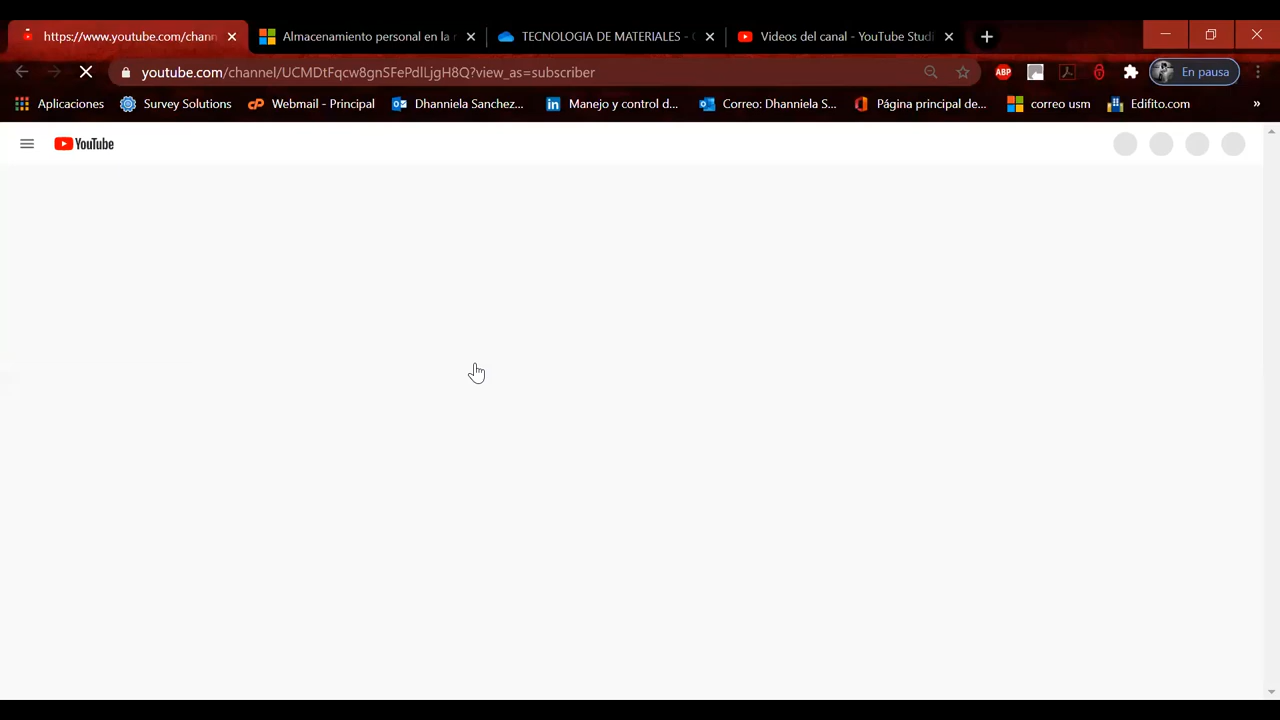 https://www.youtube.com/chann
Almacenamiento personal en la
TECNOLOGIA DE MATERIALES -
Videos del canal - YouTube Studi
youtube.com/channel/UCMDtFqcw8gnSFePdlLjgH8Q?view_as=subscriber
ABP
En pausa
Aplicaciones
Survey Solutions
Webmail - Principal
Dhanniela Sanchez...
Manejo y control d...
Correo: Dhanniela S...
Página principal de...
correo usm
Edifito.com
»
YouTube